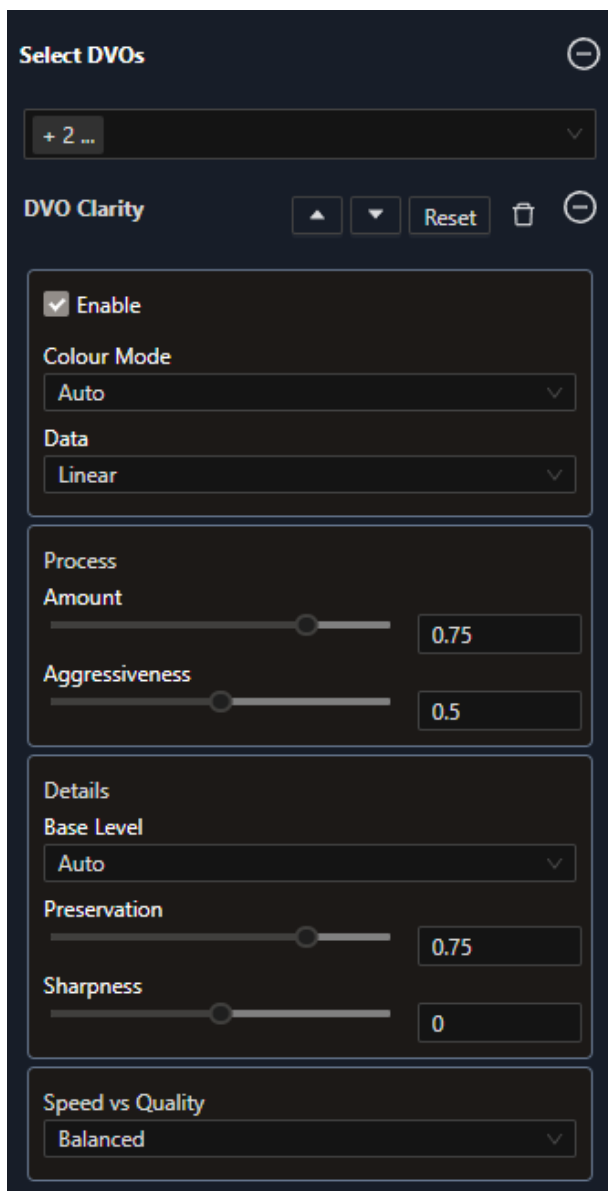 Select DVOs
+ 2 ...
DVO Clarity
Reset
Enable
Colour Mode
Auto
Data
Linear
Process
Amount
0.75
Aggressiveness
0.5
Details
Base Level
Auto
Preservation
0.75
Sharpness
0
Speed vs Quality
Balanced